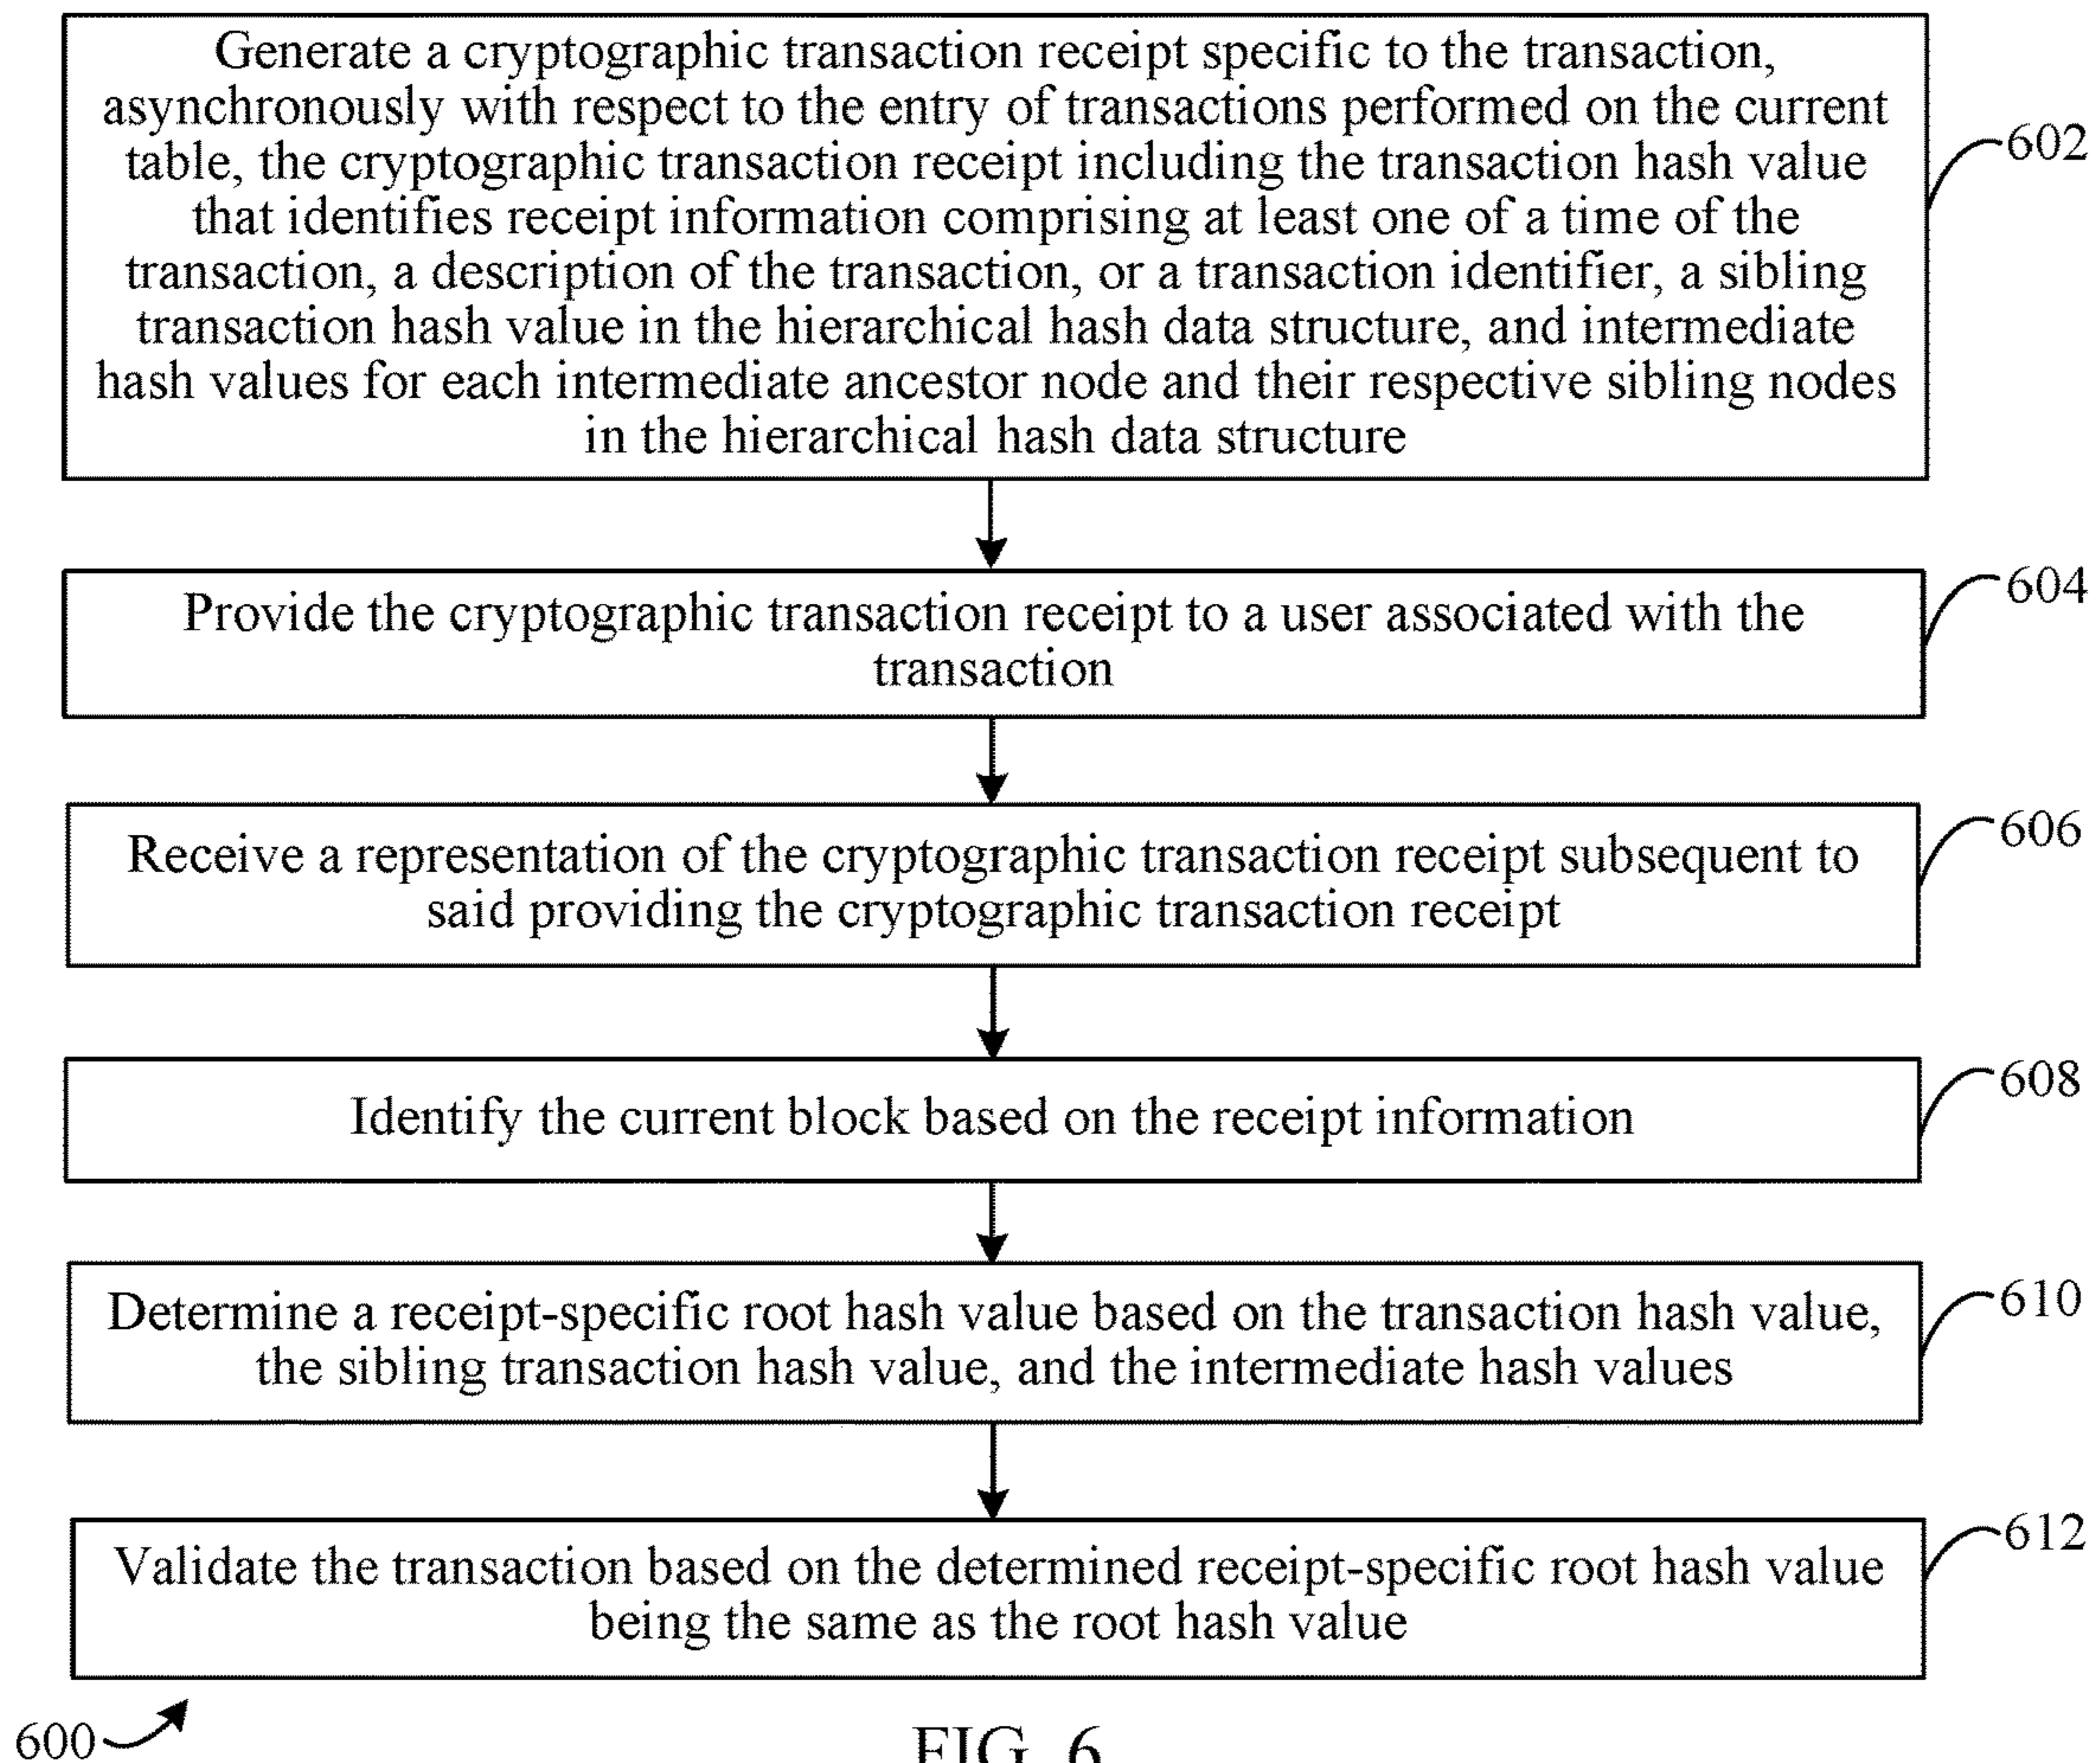 Generate a cryptographic transaction receipt specific to the transaction,
asynchronously with respect to the entry of transactions performed on the current
table, the cryptographic transaction receipt including the transaction hash value
that identifies receipt information comprising at least one of a time of the
transaction, a description of the transaction, or a transaction identifier, a sibling
transaction hash value in the hierarchical hash data structure, and intermediate
hash values for each intermediate ancestor node and their respective sibling nodes
in the hierarchical hash data structure
602
Provide the cryptographic transaction receipt to a user associated with the
transaction
604
Receive a representation of the cryptographic transaction receipt subsequent to
said providing the cryptographic transaction receipt
606
Identify the current block based on the receipt information
608
Determine a receipt-specific root hash value based on the transaction hash value,
the sibling transaction hash value, and the intermediate hash values
610
Validate the transaction based on the determined receipt-specific root hash value
being the same as the root hash value
612
600
FIG. 6